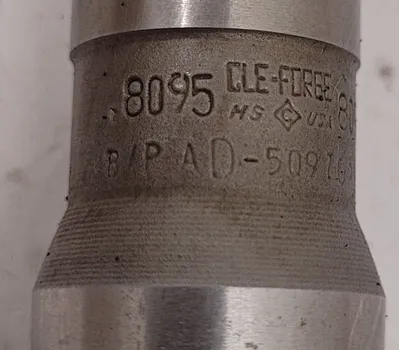 .8095 CLE-FORGE
HS C USA
B/P AD-509